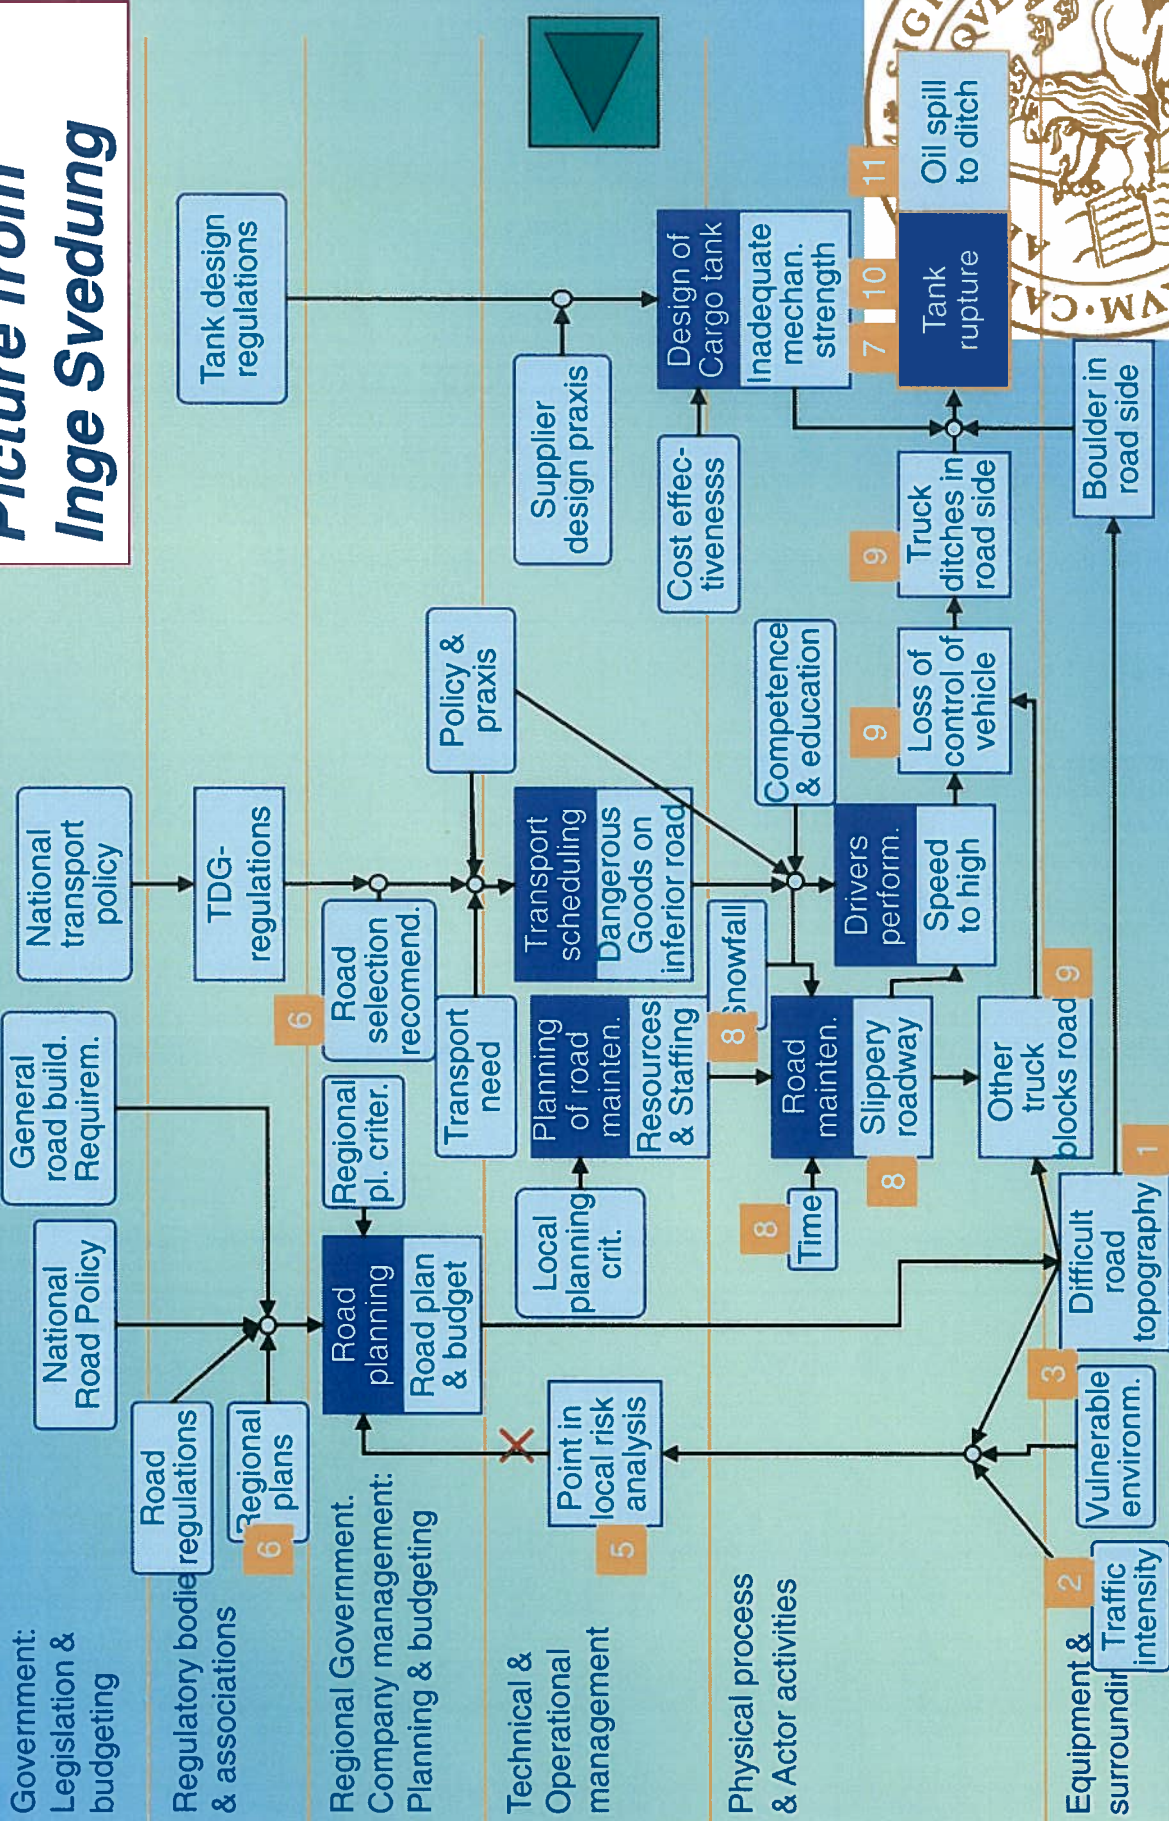 Picture from
Inge Svedung
Government:
Legislation &
budgeting
National
Road Policy
General
road build.
Requirem.
National
transport
policy
Regulatory bodie
& associations
Road
regulations
Regional
plans
6
TDG-
regulations
Tank design
regulations
Regional Government.
Company management:
Planning & budgeting
Road
planning
Road plan
& budget
Regional
pl. criter.
6
Road
selection
recomend.
Transport
need
Policy &
praxis
Technical &
Operational
management
5
Point in
local risk
analysis
Local
planning
crit.
Planning
of road
mainten.
Resources
& Staffing
Transport
scheduling
Dangerous
Goods on
inferior road
Supplier
design praxis
Cost effec-
tivenesss
Design of
Cargo tank
Inadequate
mechan.
strength
Physical process
& Actor activities
8
Time
8
Snowfall
Road
mainten.
Slippery
roadway
8
Competence
& education
Drivers
perform.
Speed
to high
Other
truck
blocks road
9
9
Loss of
control of
vehicle
9
Truck
ditches in
road side
7
10
11
Tank
rupture
Oil spill
to ditch
Equipment &
surroundin
2
Traffic
intensity
3
Vulnerable
environm.
1
Difficult
road
topography
Boulder in
road side
SIG
QVE
VM·CA